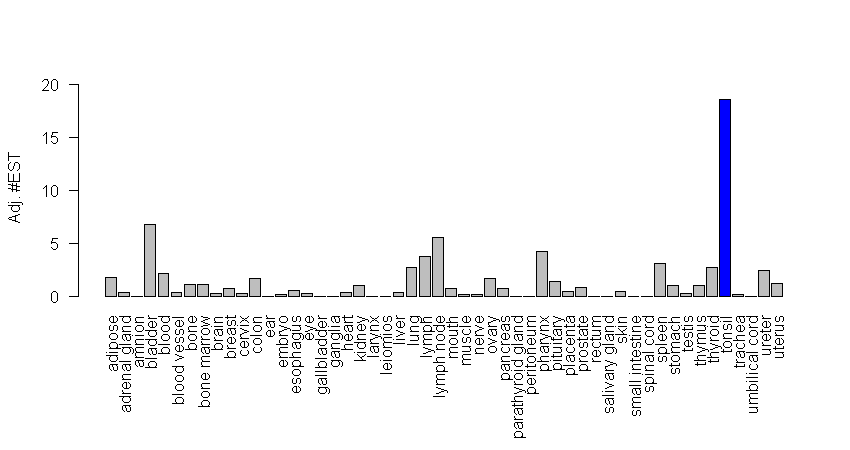 Adj. #EST
20
15
10
5
0
adipose
adrenal gland
amnion
bladder
blood
blood vessel
bone
bone marrow
brain
breast
cervix
colon
ear
embryo
esophagus
eye
gallbladder
ganglia
heart
kidney
larynx
leiomios
liver
lung
lymph
lymph node
mouth
muscle
nerve
ovary
pancreas
parathyroid gland
peritoneum
pharynx
pituitary
placenta
prostate
rectum
salivary gland
skin
small intestine
spinal cord
spleen
stomach
testis
thymus
thyroid
tonsil
trachea
umbilical cord
ureter
uterus